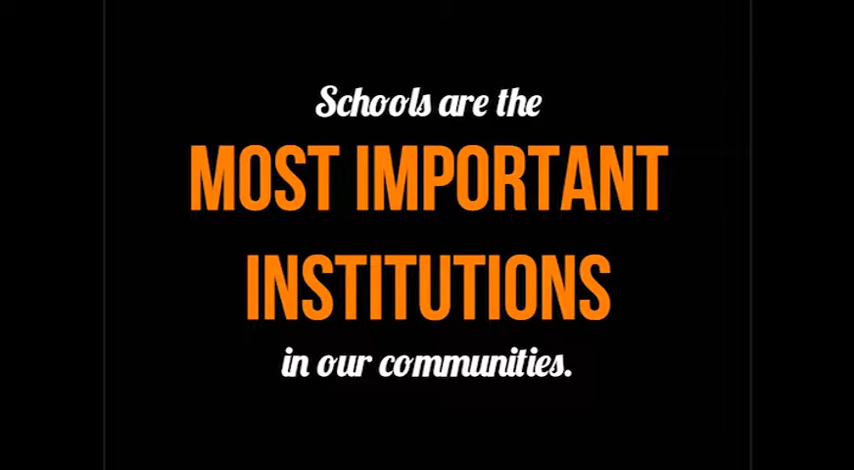 Schools are the
MOST IMPORTANT
INSTITUTIONS
in our communities.